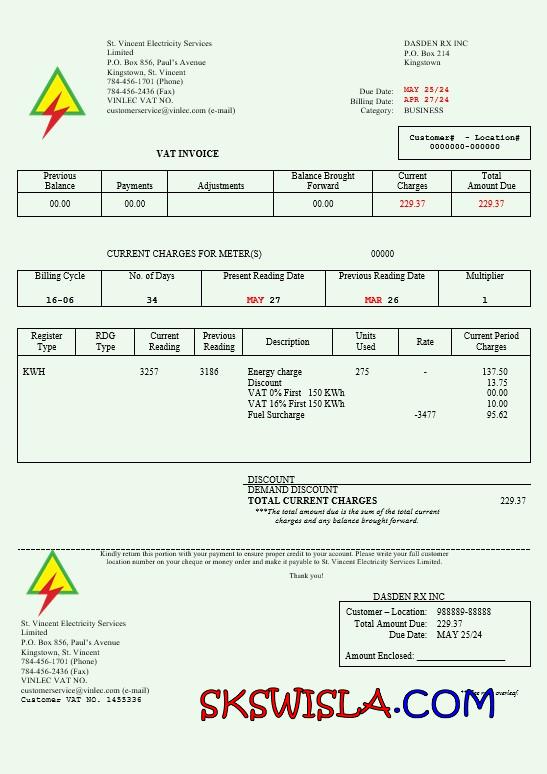 St. Vincent Electricity Services
Limited
P.O. Box 856, Paul's Avenue
Kingstown, St. Vincent
784-456-1701 (Phone)
784-456-2436 (Fax)
VINLEC VAT NO.
customerservice@vinlec.com (e-mail)
DASDEN RX INC
P.O. Box 214
Kingstown
Due Date: MAY 25/24
Billing Date: APR 27/24
Category: BUSINESS
Customer# - Location#
0000000-000000
VAT INVOICE
Previous Balance Payments Adjustments Balance Brought Forward Current Charges Total Amount Due
00.00 00.00 00.00 229.37 229.37
CURRENT CHARGES FOR METER(S) 00000
Billing Cycle No. of Days Present Reading Date Previous Reading Date Multiplier
16-06 34 MAY 27 MAR 26 1
Register Type RDG Type Current Reading Previous Reading Description Units Used Rate Current Period Charges
KWH 3257 3186 Energy charge 275 - 137.50
Discount 13.75
VAT 0% First 150 KWh 00.00
VAT 16% First 150 KWh 10.00
Fuel Surcharge -3477 95.62
DISCOUNT
DEMAND DISCOUNT
TOTAL CURRENT CHARGES 229.37
***The total amount due is the sum of the total current
charges and any balance brought forward.
Kindly return this portion with your payment to ensure proper credit to your account. Please write your full customer
location number on your cheque or money order and make it payable to St. Vincent Electricity Services Limited.
Thank you!
St. Vincent Electricity Services
Limited
P.O. Box 856, Paul's Avenue
Kingstown, St. Vincent
784-456-1701 (Phone)
784-456-2436 (Fax)
VINLEC VAT NO.
customerservice@vinlec.com (e-mail)
Customer VAT NO. 1455336
DASDEN RX INC
Customer – Location: 988889-88888
Total Amount Due: 229.37
Due Date: MAY 25/24
Amount Enclosed: ____________________
overleaf
SKSWISLA.COM